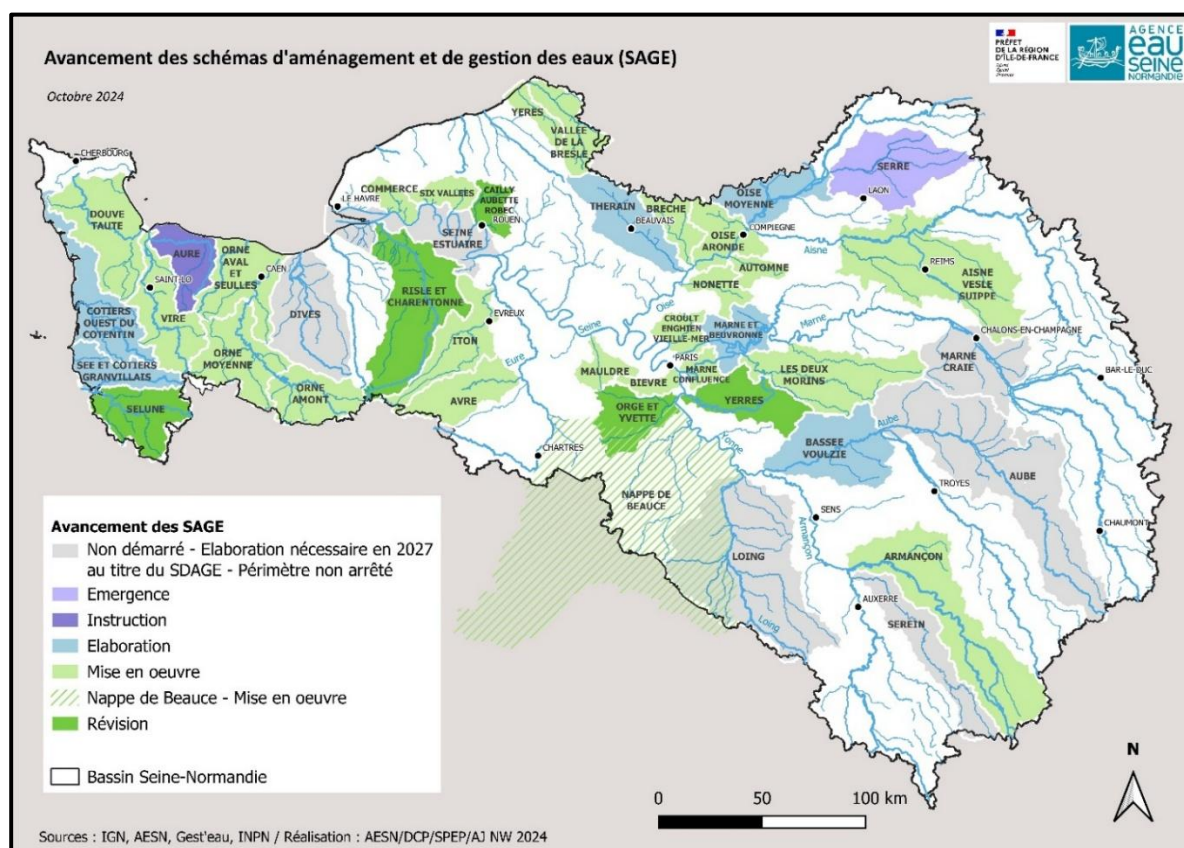 Avancement des schémas d'aménagement et de gestion des eaux (SAGE)
Octobre 2024
PRÉFET
DE LA RÉGION
D'ÎLE-DE-FRANCE
Liberté
Égalité
Fraternité
AGENCE
eau
SEINE
NORMANDIE
CHERBOURG
DOUVE
TAUTE
AURE
SAINT-LO
VIRE
ORNE
AVAL ET
SEULLES
CAEN
COTIERS
OUEST DU
COTENTIN
SEE ET COTIERS
GRANVILLAIS
SELUNE
ORNE
MOYENNE
ORNE
AMONT
DIVES
LE HAVRE
COMMERCE
SIX VALLEES
CAILLY
AUBETTE
ROBEC
ROUEN
SEINE
ESTUAIRE
YERES
VALLEE
DE LA
BRESLE
RISLE ET
CHARENTONNE
EVREUX
ITON
AVRE
Eure
Seine
Oise
THERAIN
BEAUVAIS
BRECHE
OISE
MOYENNE
OISE
ARONDE
COMPIEGNE
AUTOMNE
NONETTE
SERRE
LAON
Aisne
REIMS
AISNE
VESLE
SUIPPE
CROULT
ENGHIEN
VIEILLE-MER
MARNE ET
BEUVRONNE
Marne
PARIS
MARNE
CONFLUENCE
MAULDRE
BIEVRE
LES DEUX
MORINS
ORGE ET
YVETTE
YERRES
CHALONS-EN-CHAMPAGNE
MARNE
CRAIE
BAR-LE-DUC
CHARTRES
NAPPE DE
BEAUCE
Yonne
BASSEE
VOULZIE
Aube
AUBE
TROYES
CHAUMONT
SENS
LOING
Loing
Armançon
ARMANÇON
AUXERRE
SEREIN
Avancement des SAGE
Non démarré - Elaboration nécessaire en 2027
au titre du SDAGE - Périmètre non arrêté
Emergence
Instruction
Elaboration
Mise en oeuvre
Nappe de Beauce - Mise en oeuvre
Révision
Bassin Seine-Normandie
0 50 100 km
N
Sources : IGN, AESN, Gest'eau, INPN / Réalisation : AESN/DCP/SPEP/AJ NW 2024